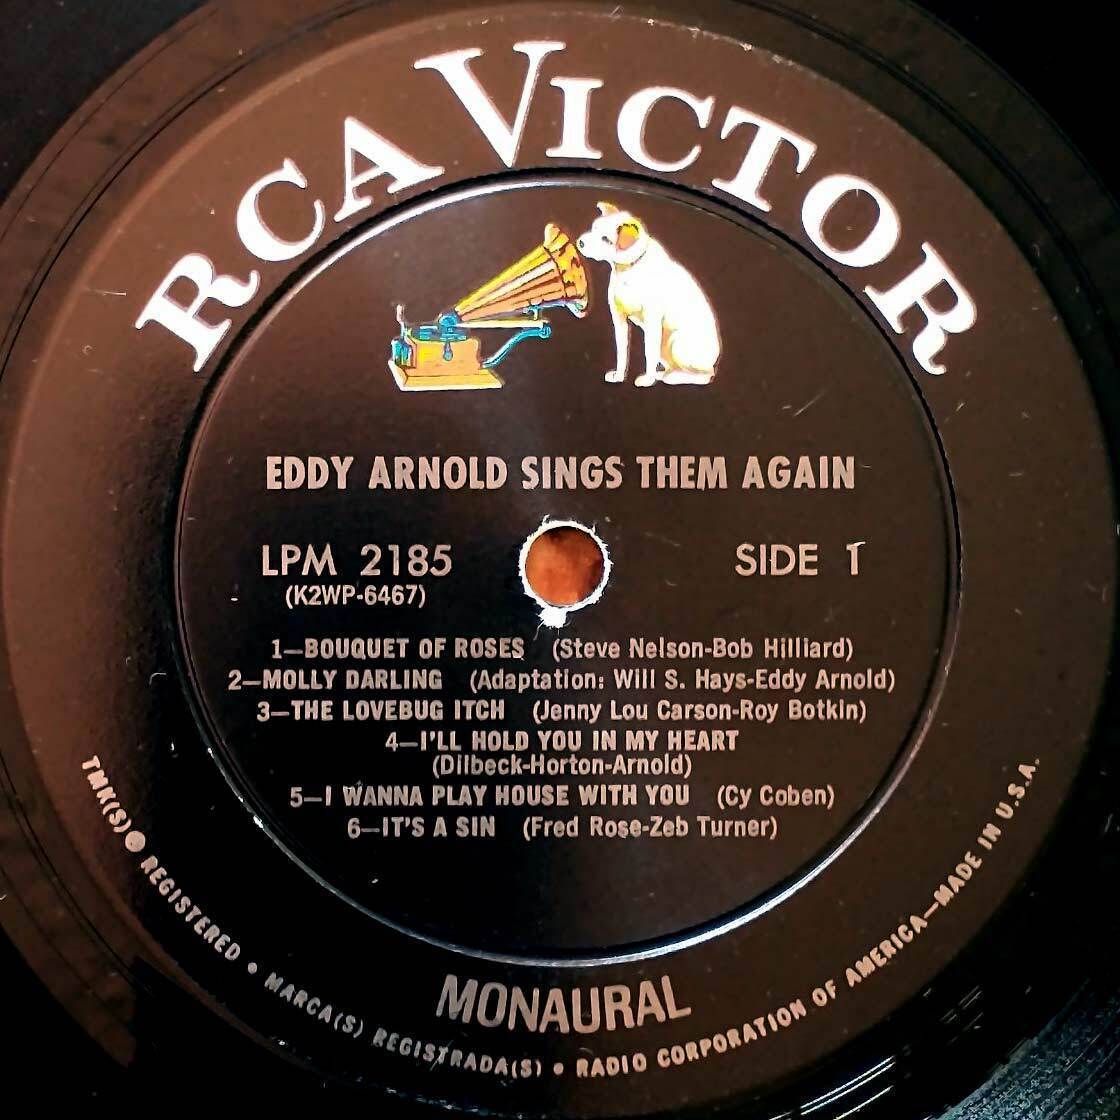 RCA VICTOR
EDDY ARNOLD SINGS THEM AGAIN
LPM 2185 SIDE 1
(K2WP-6467)
1—BOUQUET OF ROSES (Steve Nelson-Bob Hilliard)
2—MOLLY DARLING (Adaptation: Will S. Hays-Eddy Arnold)
3—THE LOVEBUG ITCH (Jenny Lou Carson-Roy Botkin)
4—I'LL HOLD YOU IN MY HEART
(Dilbeck-Horton-Arnold)
5—I WANNA PLAY HOUSE WITH YOU (Cy Coben)
6—IT'S A SIN (Fred Rose-Zeb Turner)
MONAURAL
TMK(S)® REGISTERED • MARCA(S) REGISTRADA(S) • RADIO CORPORATION OF AMERICA—MADE IN U.S.A.